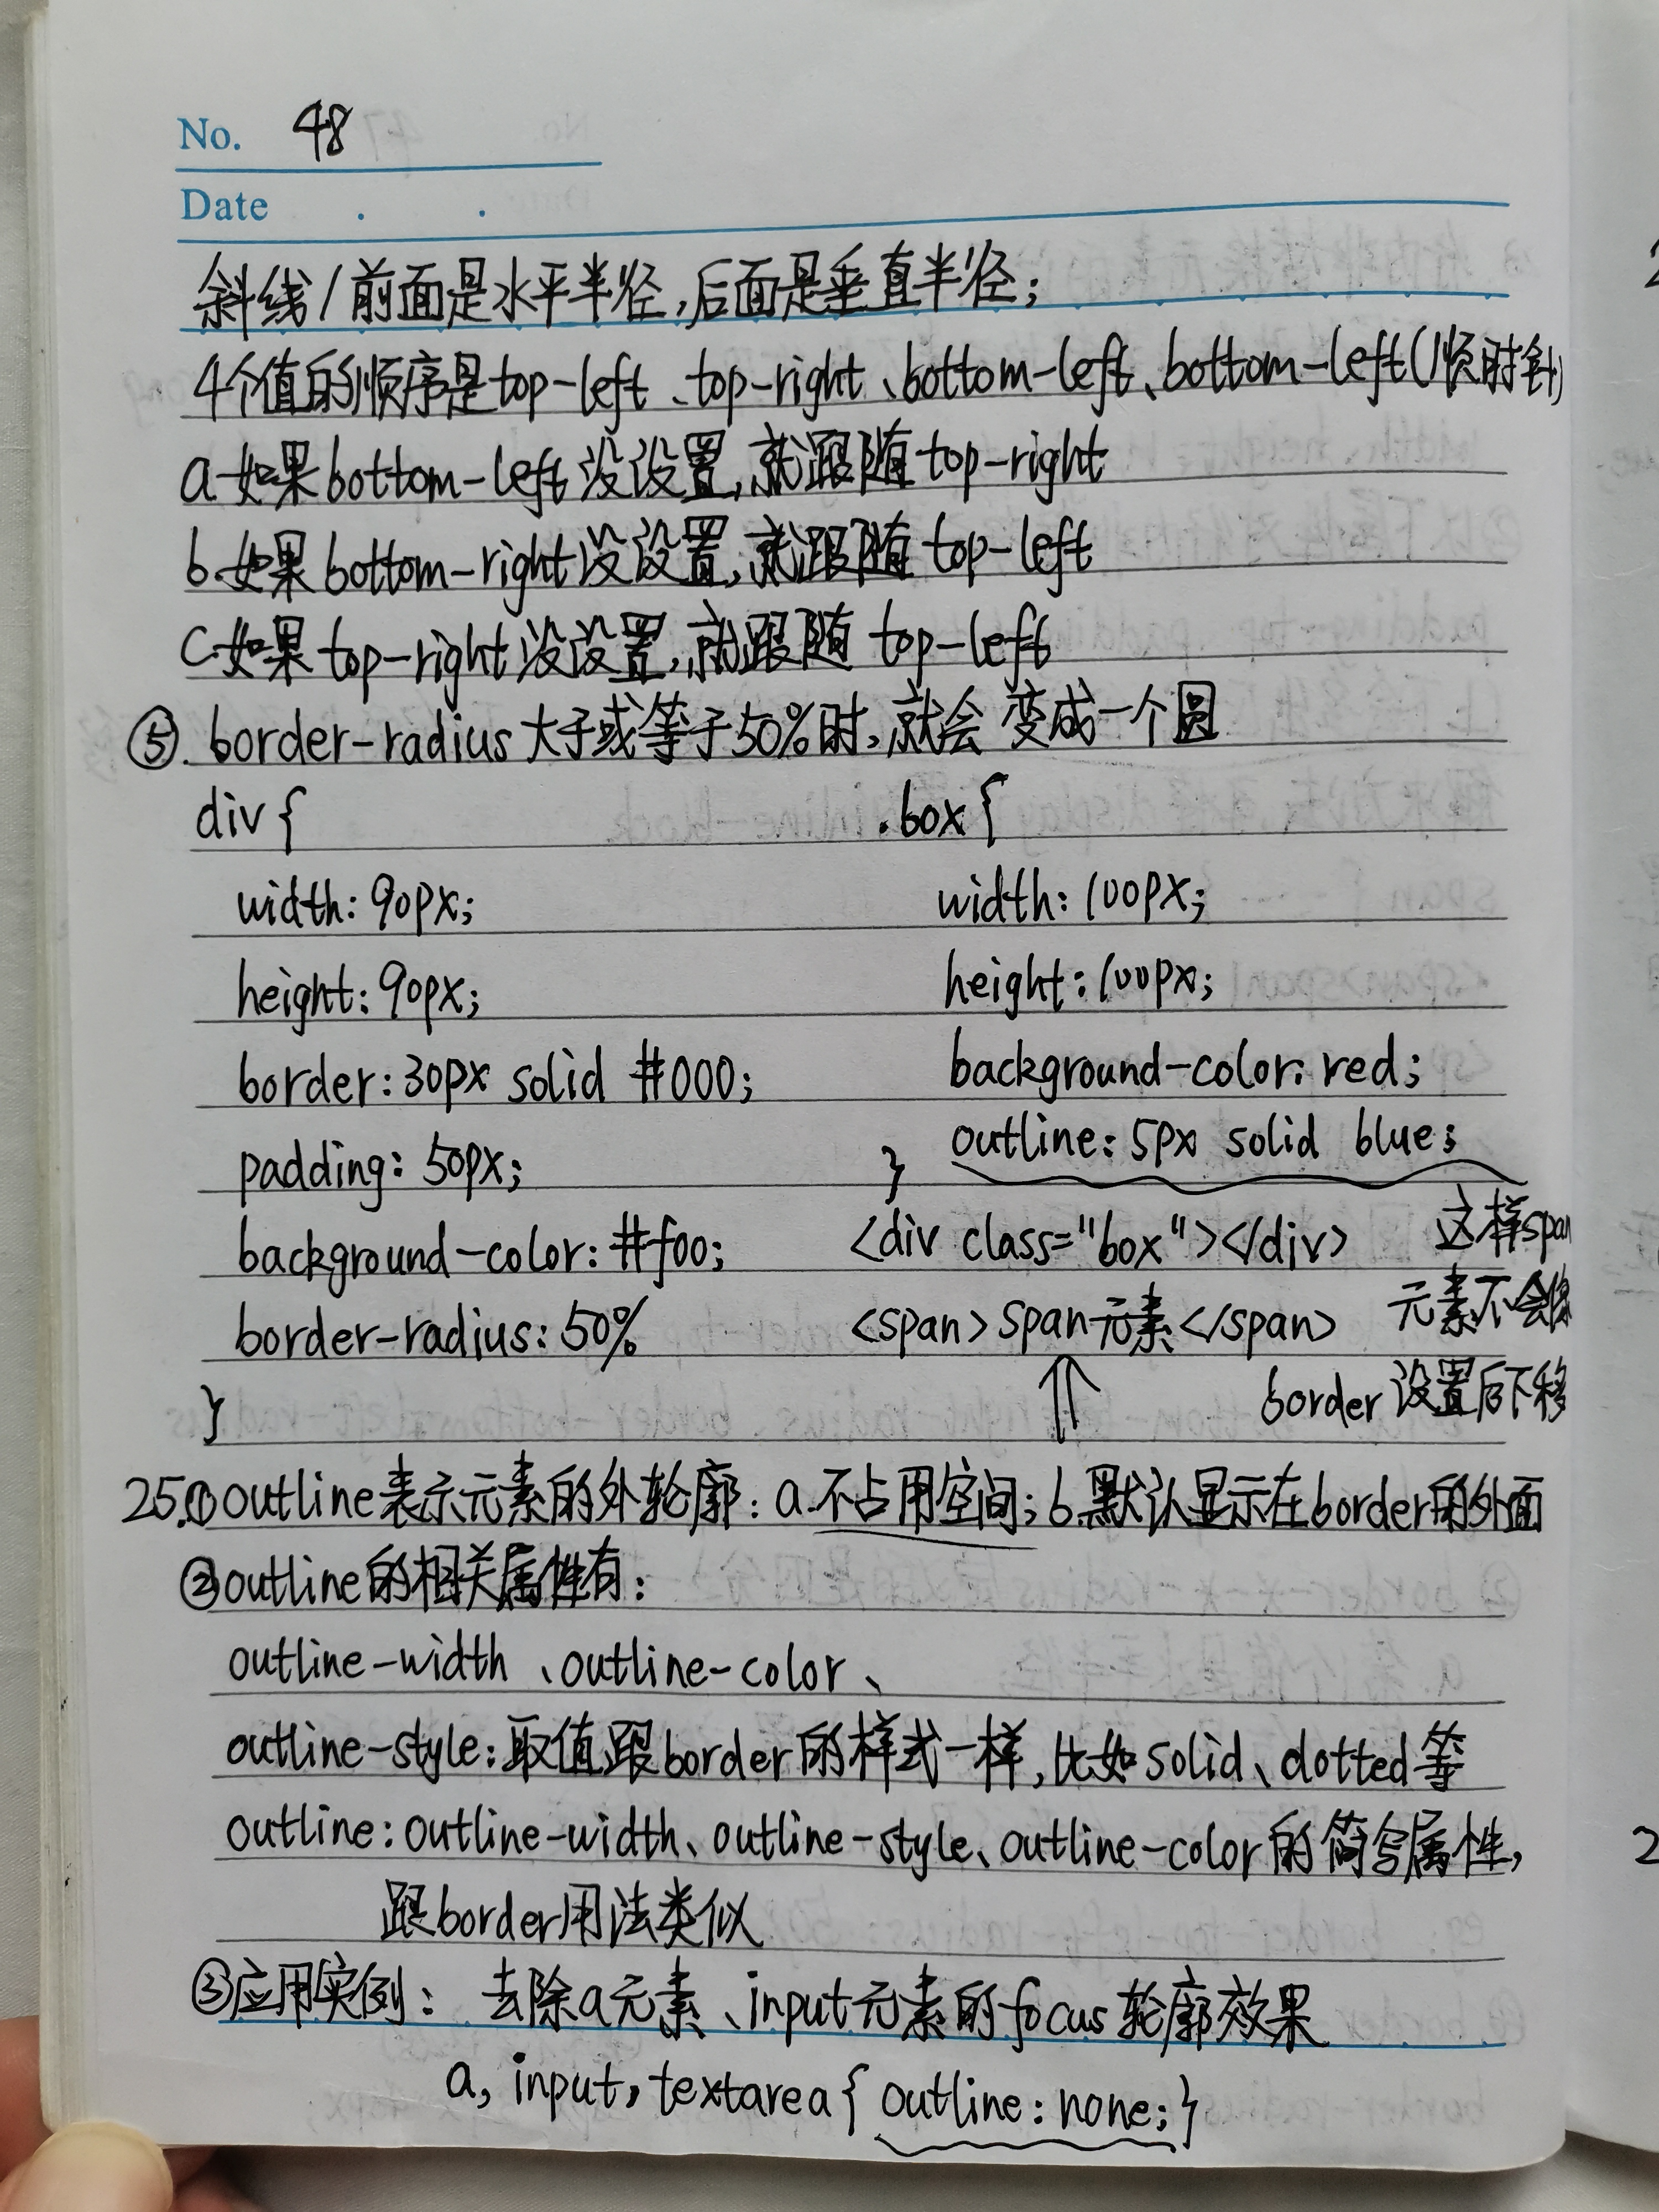 No. 48
Date . .
斜线/前面是水平半径,后面是垂直半径;
4个值的顺序是top-left、top-right、bottom-left、bottom-left(顺时针)
a.如果bottom-left没设置,就跟随top-right
b.如果bottom-right没设置,就跟随top-left
c.如果top-right没设置,就跟随top-left
⑤.border-radius大于或等于50%时,就会变成一个圆
div{
width: 90px;
height: 90px;
border: 30px solid #000;
padding: 50px;
background-color: #f00;
border-radius: 50%
}
.box{
width: 100px;
height: 100px;
background-color: red;
outline: 5px solid blue;
}
<div class="box"></div>
<span>span元素</span>
⇑
这样span
元素不会像
border设置后下移
25.①outline表示元素的外轮廓: a.不占用空间; b.默认显示在border的外面
②outline的相关属性有:
outline-width、outline-color、
outline-style:取值跟border的样式一样,比如solid、dotted等
outline: outline-width、outline-style、outline-color的简写属性,
跟border用法类似
③应用实例: 去除a元素、input元素的focus轮廓效果
a, input, textarea{ outline: none; }
2